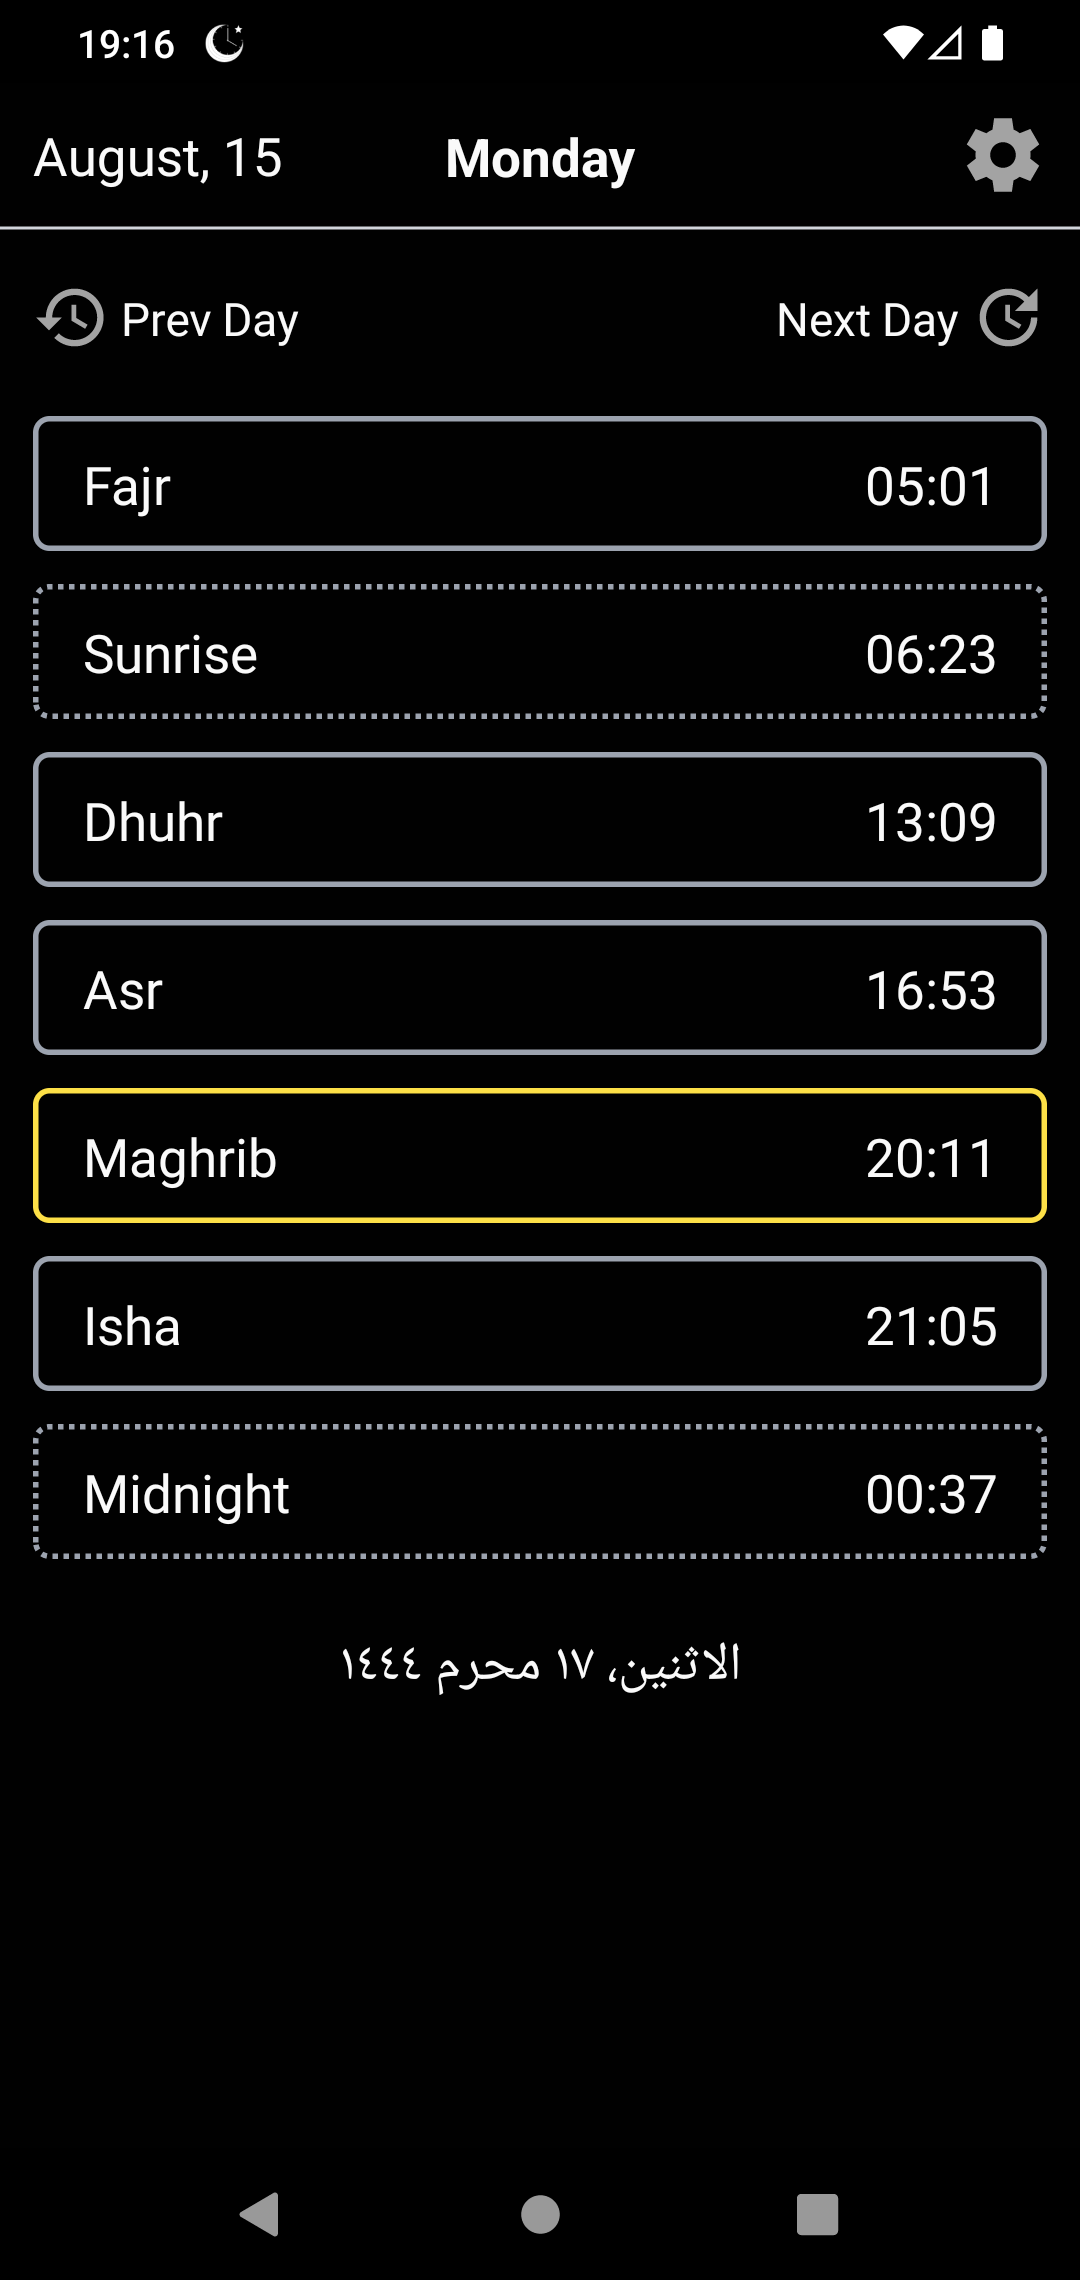 19:16
August, 15 Monday
Prev Day Next Day
Fajr 05:01
Sunrise 06:23
Dhuhr 13:09
Asr 16:53
Maghrib 20:11
Isha 21:05
Midnight 00:37
الاثنين، ١٧ محرم ١٤٤٤